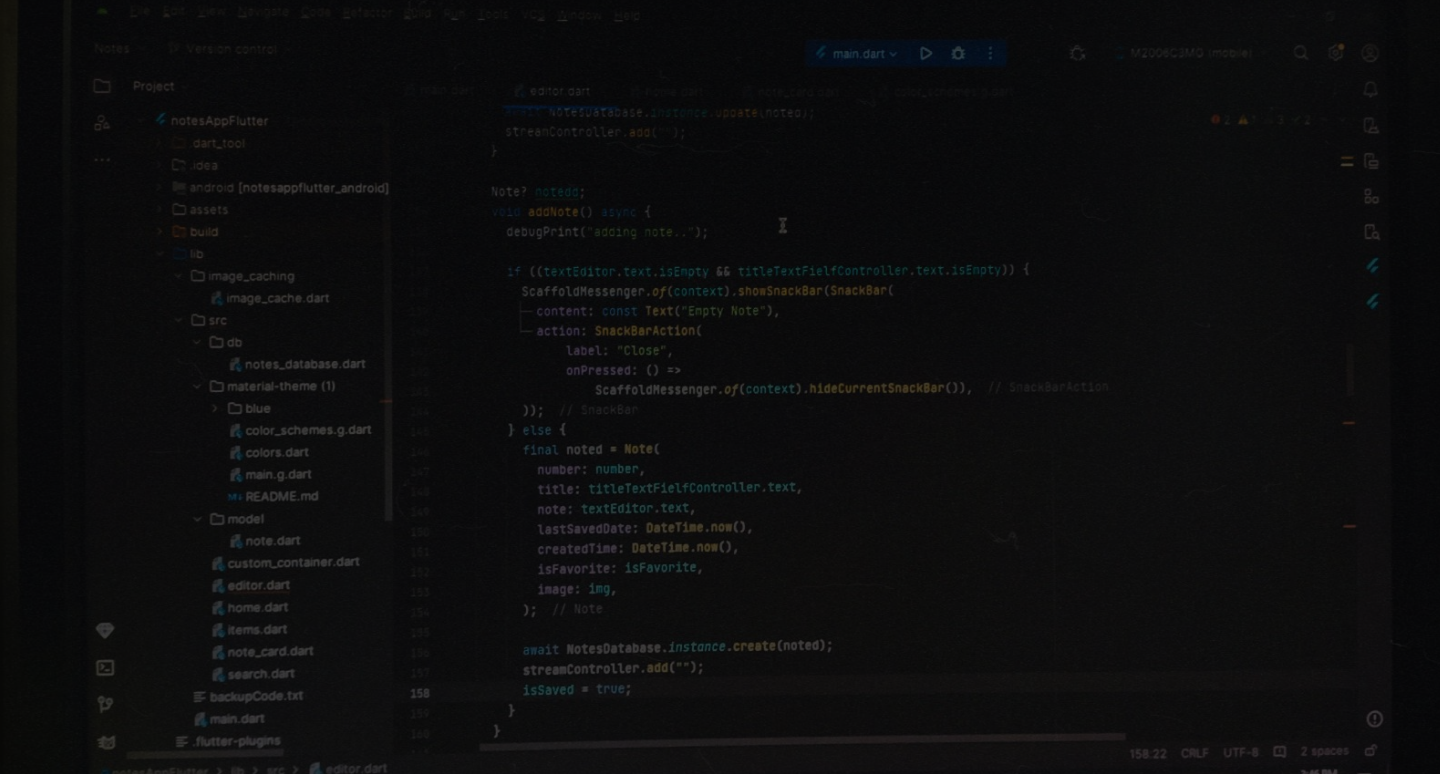 File Edit View Navigate Code Refactor Build Run Tools VCS Window Help
Notes Version control main.dart M2006C3MG (mobile)
Project
main.dart editor.dart note_card.dart color_schemes.g.dart
notesAppFlutter
.dart_tool
.idea
android [notesappflutter_android]
assets
build
lib
image_caching
image_cache.dart
src
db
notes_database.dart
material-theme (1)
blue
color_schemes.g.dart
colors.dart
main.g.dart
README.md
model
note.dart
custom_container.dart
editor.dart
home.dart
items.dart
note_card.dart
search.dart
backupCode.txt
main.dart
.flutter-plugins
await NotesDatabase.instance.update(noted);
streamController.add("");
}
Note? notedd;
void addNote() async {
debugPrint("adding note..");
if ((textEditor.text.isEmpty && titleTextFielfController.text.isEmpty)) {
ScaffoldMessenger.of(context).showSnackBar(SnackBar(
content: const Text("Empty Note"),
action: SnackBarAction(
label: "Close",
onPressed: () =>
ScaffoldMessenger.of(context).hideCurrentSnackBar()), // SnackBarAction
)); // SnackBar
} else {
final noted = Note(
number: number,
title: titleTextFielfController.text,
note: textEditor.text,
lastSavedDate: DateTime.now(),
createdTime: DateTime.now(),
isFavorite: isFavorite,
image: img,
); // Note
await NotesDatabase.instance.create(noted);
streamController.add("");
158 isSaved = true;
}
}
158:22 CRLF UTF-8 2 spaces
notesAppFlutter > lib > src > editor.dart